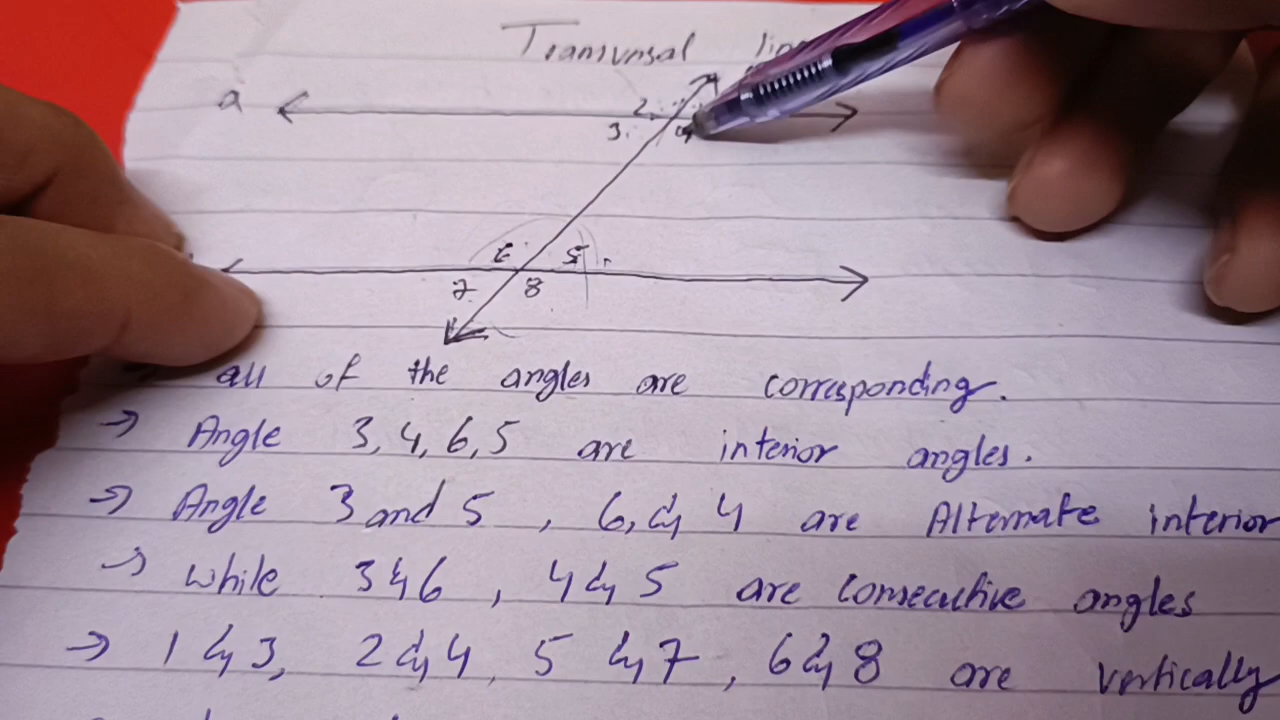 Transversal line
a
2
3
4
6 5
7 8
all of the angles are corresponding.
→ Angle 3, 4, 6, 5 are interior angles.
→ Angle 3 and 5 , 6, & 4 are Alternate interior
→ while 3 & 6 , 4 & 5 are consecutive angles
→ 1 & 3, 2 & 4, 5 & 7, 6 & 8 are vertically